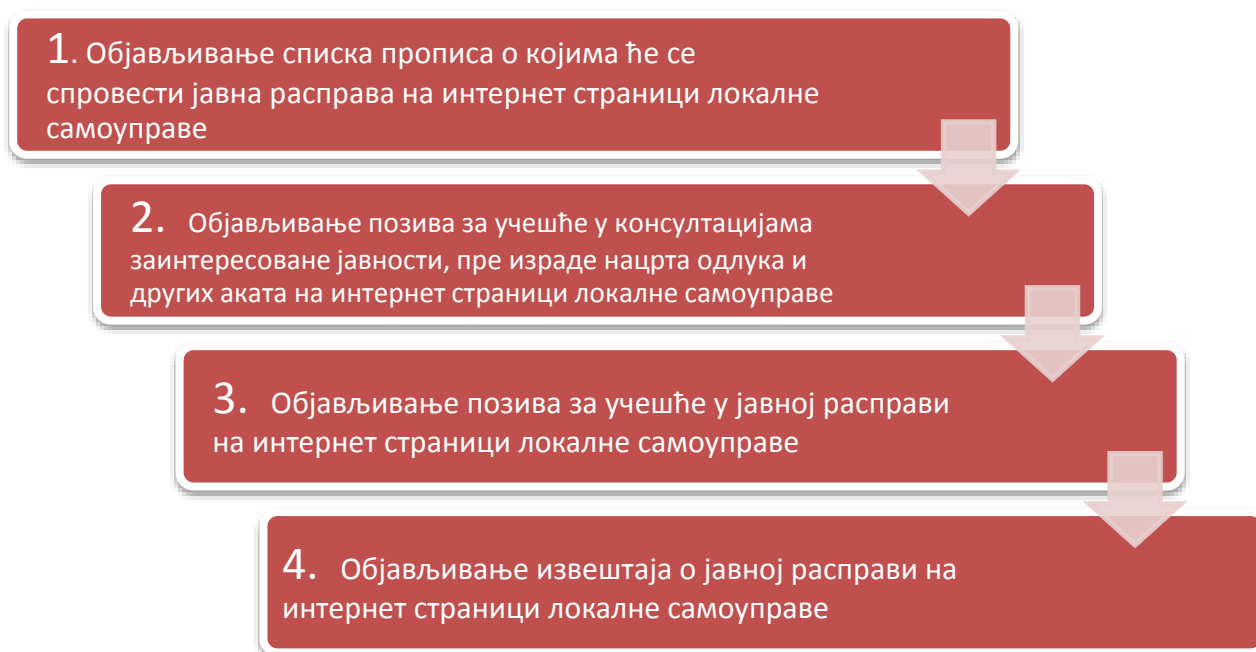 1. Објављивање списка прописа о којима ће се
спровести јавна расправа на интернет страници локалне
самоуправе
2. Објављивање позива за учешће у консултацијама
заинтересоване јавности, пре израде нацрта одлука и
других аката на интернет страници локалне самоуправе
3. Објављивање позива за учешће у јавној расправи
на интернет страници локалне самоуправе
4. Објављивање извештаја о јавној расправи на
интернет страници локалне самоуправе